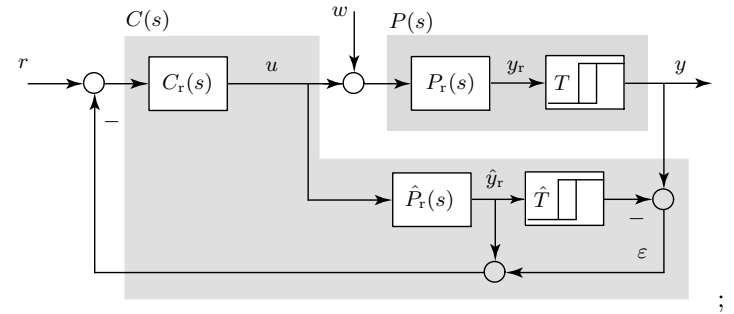 C(s)
w
P(s)
r
C_r(s)
u
P_r(s)
y_r
T
y
−
P̂_r(s)
ŷ_r
T̂
−
ε
;